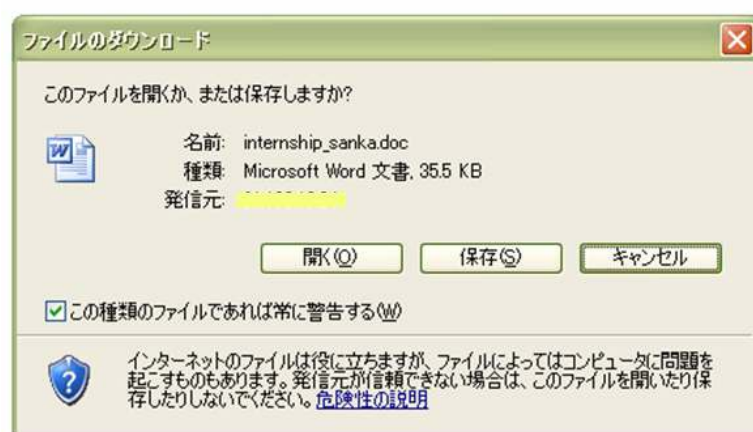 ファイルのダウンロード
このファイルを開くか、または保存しますか?
名前: internship_sanka.doc
種類: Microsoft Word 文書, 35.5 KB
発信元:
開く(O) 保存(S) キャンセル
この種類のファイルであれば常に警告する(W)
インターネットのファイルは役に立ちますが、ファイルによってはコンピュータに問題を
起こすものもあります。発信元が信頼できない場合は、このファイルを開いたり保
存したりしないでください。危険性の説明